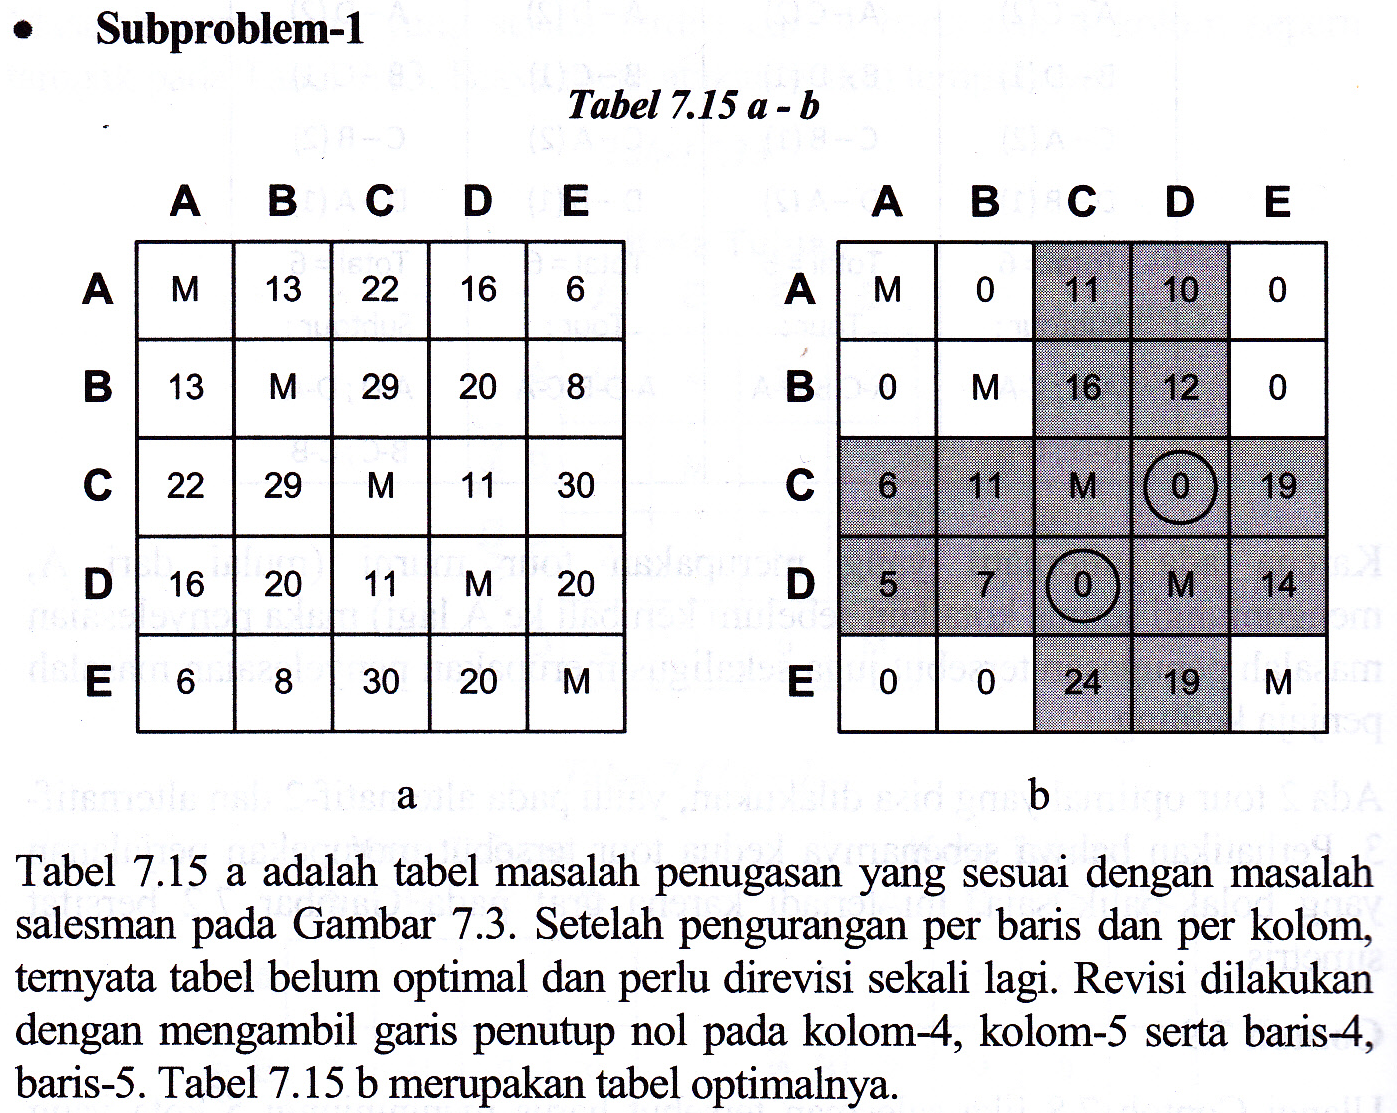 • Subproblem-1
Tabel 7.15 a - b
A B C D E
A M 13 22 16 6
B 13 M 29 20 8
C 22 29 M 11 30
D 16 20 11 M 20
E 6 8 30 20 M
a
A B C D E
A M 0 11 10 0
B 0 M 16 12 0
C 6 11 M 0 19
D 5 7 0 M 14
E 0 0 24 19 M
b
Tabel 7.15 a adalah tabel masalah penugasan yang sesuai dengan masalah
salesman pada Gambar 7.3. Setelah pengurangan per baris dan per kolom,
ternyata tabel belum optimal dan perlu direvisi sekali lagi. Revisi dilakukan
dengan mengambil garis penutup nol pada kolom-4, kolom-5 serta baris-4,
baris-5. Tabel 7.15 b merupakan tabel optimalnya.